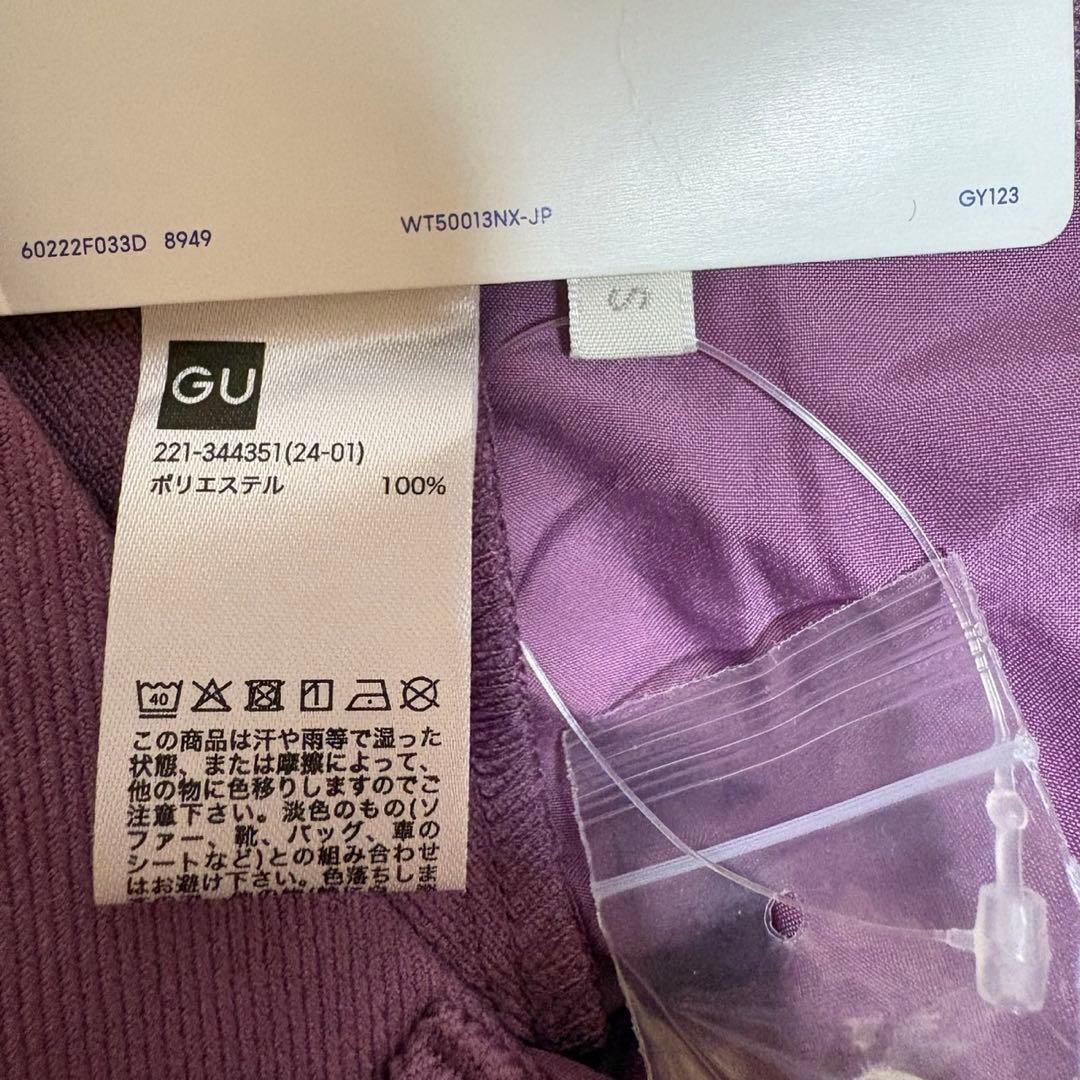 60222F033D 8949
WT50013NX-JP
GY123
S
GU
221-344351(24-01)
ポリエステル 100%
40
1
この商品は汗や雨等で湿った
状態、または摩擦によって、
他の物に色移りしますのでご
注意下さい。淡色のもの(ソ
ファー、靴、バッグ、車の
シートなど)との組み合わせ
はお避け下さい。色落ちしま